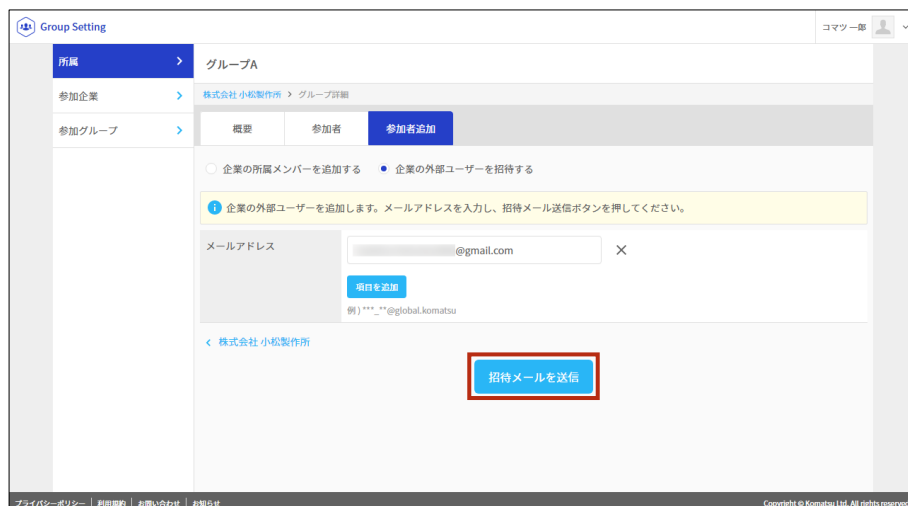 Group Setting
コマツ 一郎
所属
参加企業
参加グループ
グループA
株式会社 小松製作所 > グループ詳細
概要
参加者
参加者追加
企業の所属メンバーを追加する
企業の外部ユーザーを招待する
企業の外部ユーザーを追加します。メールアドレスを入力し、招待メール送信ボタンを押してください。
メールアドレス
@gmail.com
項目を追加
例) ***_**@global.komatsu
株式会社 小松製作所
招待メールを送信
プライバシーポリシー | 利用規約 | お問い合わせ | お知らせ
Copyright © Komatsu Ltd. All rights reserved